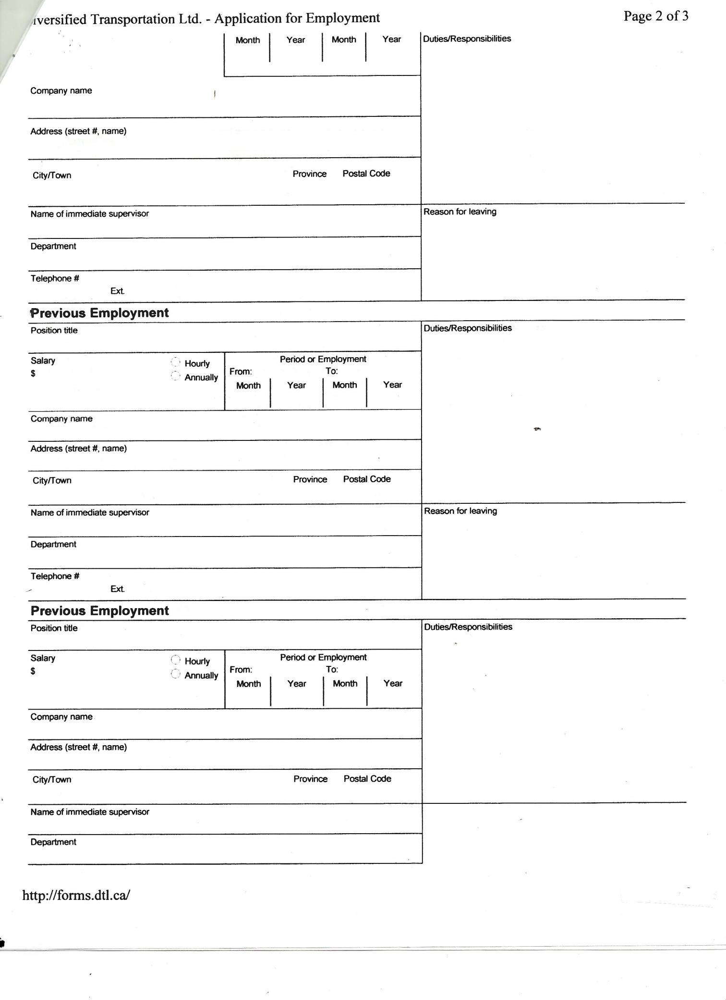 iversified Transportation Ltd. - Application for Employment Page 2 of 3
Month Year Month Year Duties/Responsibilities
Company name
Address (street #, name)
City/Town Province Postal Code
Name of immediate supervisor Reason for leaving
Department
Telephone #
Ext.
Previous Employment
Position title Duties/Responsibilities
Salary Hourly Period or Employment
$ Annually From: To:
Month Year Month Year
Company name
Address (street #, name)
City/Town Province Postal Code
Name of immediate supervisor Reason for leaving
Department
Telephone #
Ext.
Previous Employment
Position title Duties/Responsibilities
Salary Hourly Period or Employment
$ Annually From: To:
Month Year Month Year
Company name
Address (street #, name)
City/Town Province Postal Code
Name of immediate supervisor
Department
http://forms.dtl.ca/